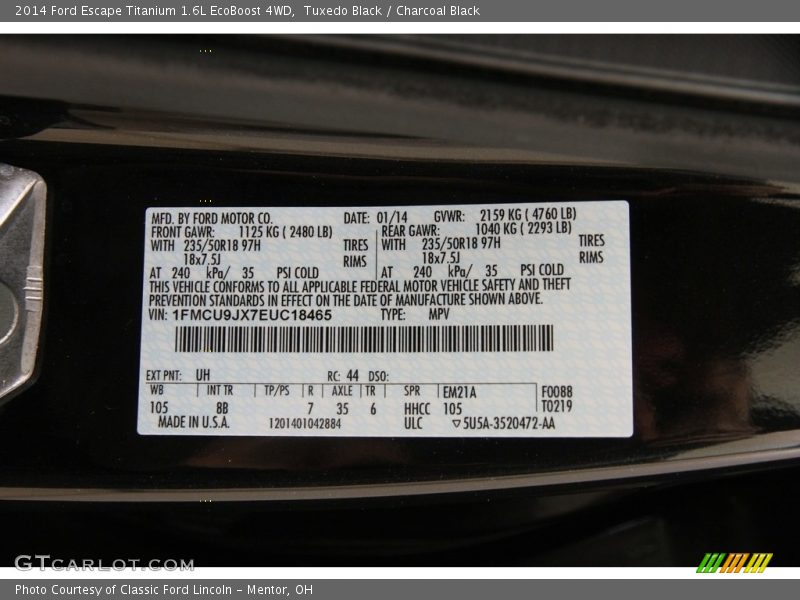 2014 Ford Escape Titanium 1.6L EcoBoost 4WD,  Tuxedo Black / Charcoal Black
MFD. BY FORD MOTOR CO. DATE: 01/14 GVWR: 2159 KG ( 4760 LB)
FRONT GAWR: 1125 KG ( 2480 LB) REAR GAWR: 1040 KG ( 2293 LB)
WITH 235/50R18 97H TIRES WITH 235/50R18 97H TIRES
18x7.5J RIMS 18x7.5J RIMS
AT 240 kPa/ 35 PSI COLD AT 240 kPa/ 35 PSI COLD
THIS VEHICLE CONFORMS TO ALL APPLICABLE FEDERAL MOTOR VEHICLE SAFETY AND THEFT
PREVENTION STANDARDS IN EFFECT ON THE DATE OF MANUFACTURE SHOWN ABOVE.
VIN: 1FMCU9JX7EUC18465 TYPE: MPV
EXT PNT: UH RC: 44 DSO:
WB INT TR TP/PS R AXLE TR SPR EM21A F0088
105 8B 7 35 6 HHCC 105 T0219
MADE IN U.S.A. 1201401042884 ULC ▽5U5A-3520472-AA
GTCARLOT.COM
Photo Courtesy of Classic Ford Lincoln - Mentor, OH